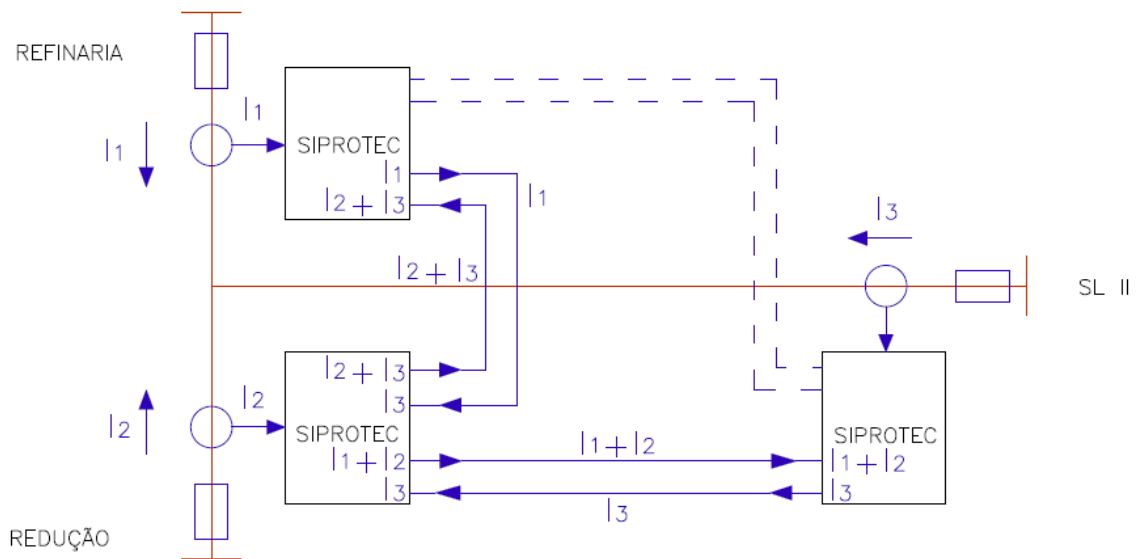 REFINARIA
I1
I1
SIPROTEC
I1
I2 + I3
I1
I3
I2 + I3
SL II
I2 + I3
I3
I2
I2
SIPROTEC
I1 + I2
I3
I1 + I2
I3
SIPROTEC
I1 + I2
I3
REDUÇÃO